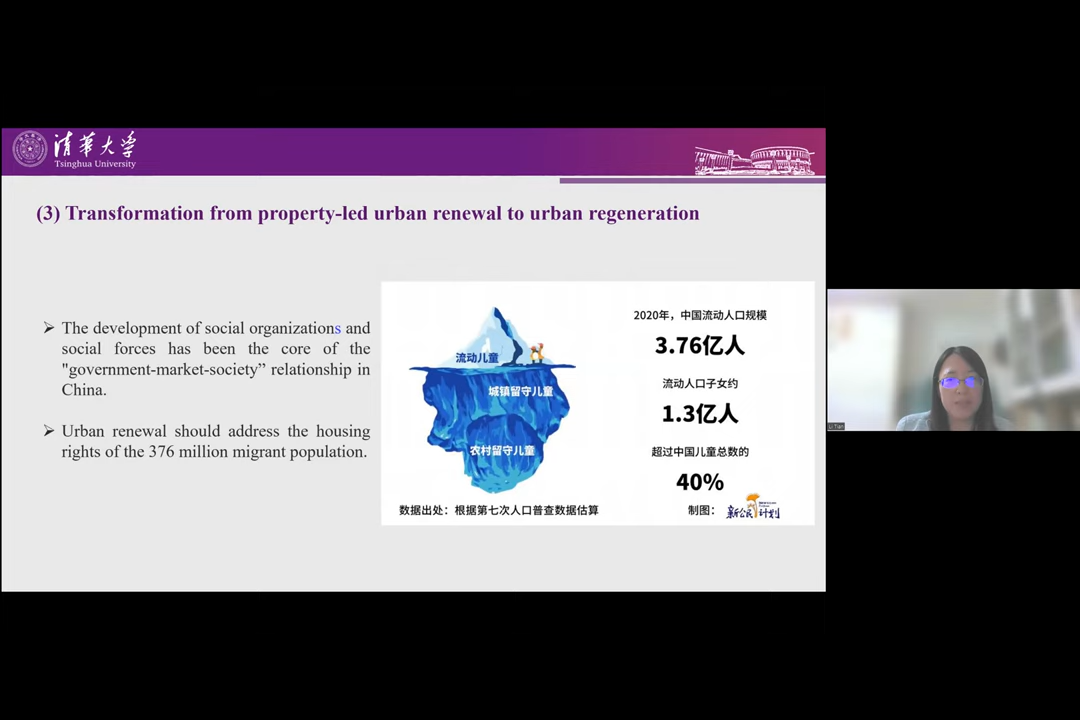 清华大学
Tsinghua University
(3) Transformation from property-led urban renewal to urban regeneration
➢ The development of social organizations and
social forces has been the core of the
"government-market-society” relationship in
China.
➢ Urban renewal should address the housing
rights of the 376 million migrant population.
流动儿童
城镇留守儿童
农村留守儿童
数据出处：根据第七次人口普查数据估算
2020年，中国流动人口规模
3.76亿人
流动人口子女约
1.3亿人
超过中国儿童总数的
40%
制图：
新公民计划
Li Tian